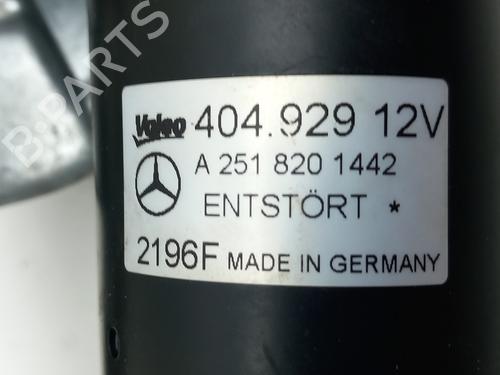 B-PARTS
Valeo 404.929 12V
A 251 820 1442
ENTSTÖRT *
2196F MADE IN GERMANY